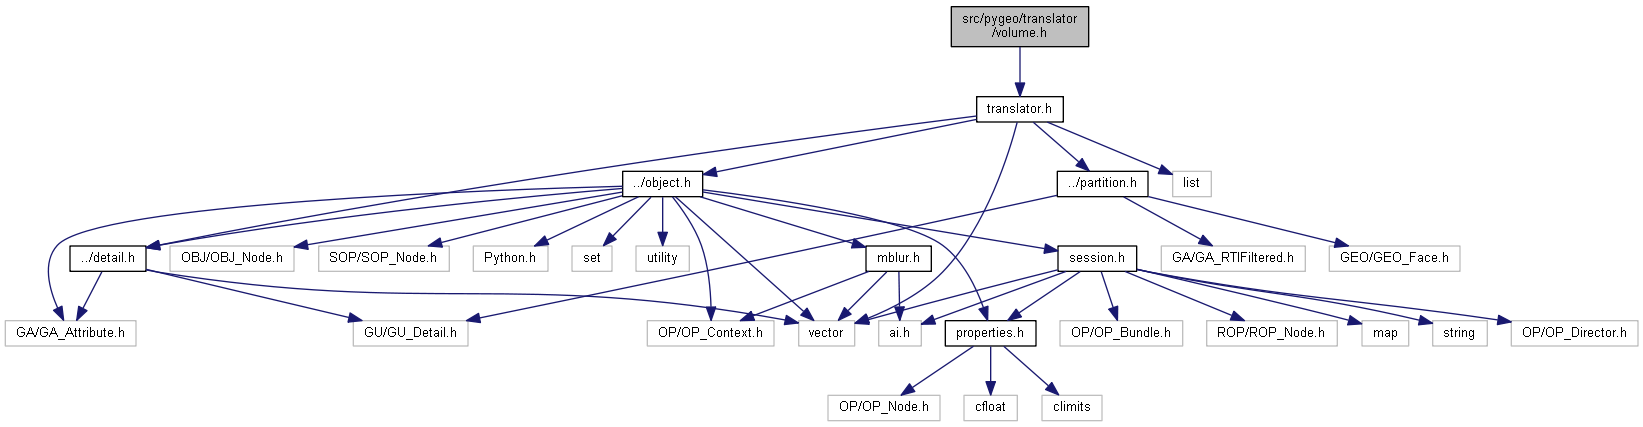 src/pygeo/translator
/volume.h
translator.h
../object.h
../partition.h
list
../detail.h
OBJ/OBJ_Node.h
SOP/SOP_Node.h
Python.h
set
utility
mblur.h
session.h
GA/GA_RTIFiltered.h
GEO/GEO_Face.h
GA/GA_Attribute.h
GU/GU_Detail.h
OP/OP_Context.h
vector
ai.h
properties.h
OP/OP_Bundle.h
ROP/ROP_Node.h
map
string
OP/OP_Director.h
OP/OP_Node.h
cfloat
climits